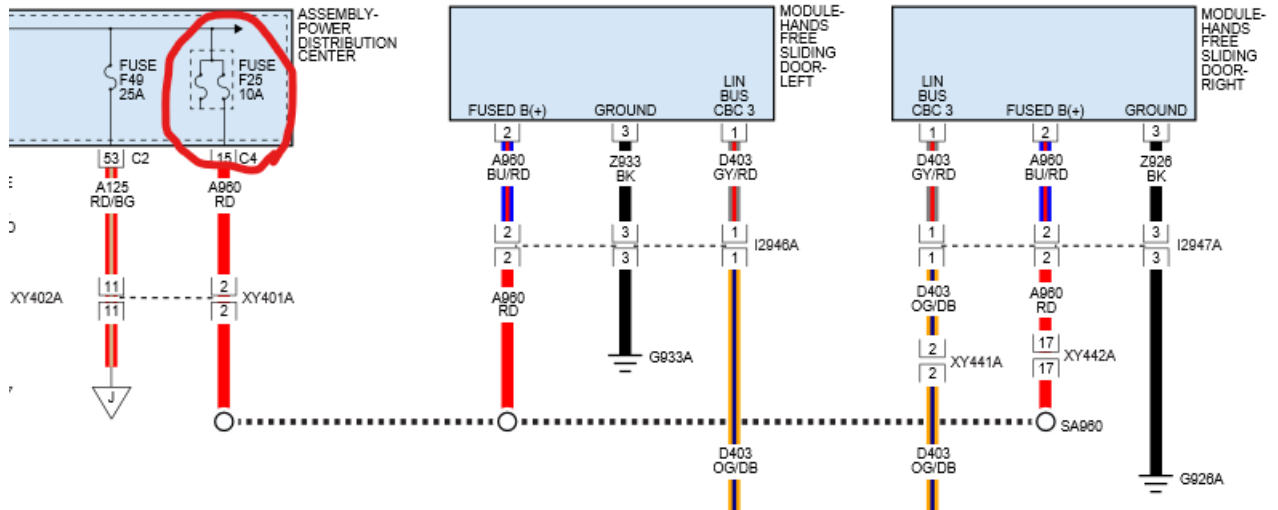 ASSEMBLY-
POWER
DISTRIBUTION
CENTER
FUSE
F49
25A
FUSE
F25
10A
53 C2
15 C4
A125
RD/BG
A960
RD
11
11
XY402A
2
2
XY401A
J
MODULE-
HANDS
FREE
SLIDING
DOOR-
LEFT
FUSED B(+)
GROUND
LIN
BUS
CBC 3
2
3
1
A960
BU/RD
Z933
BK
D403
GY/RD
2
3
1
I2946A
2
3
1
A960
RD
G933A
D403
OG/DB
MODULE-
HANDS
FREE
SLIDING
DOOR-
RIGHT
LIN
BUS
CBC 3
FUSED B(+)
GROUND
1
2
3
D403
GY/RD
A960
BU/RD
Z926
BK
1
2
3
I2947A
1
2
3
D403
OG/DB
A960
RD
2
2
XY441A
17
17
XY442A
SA960
D403
OG/DB
G926A